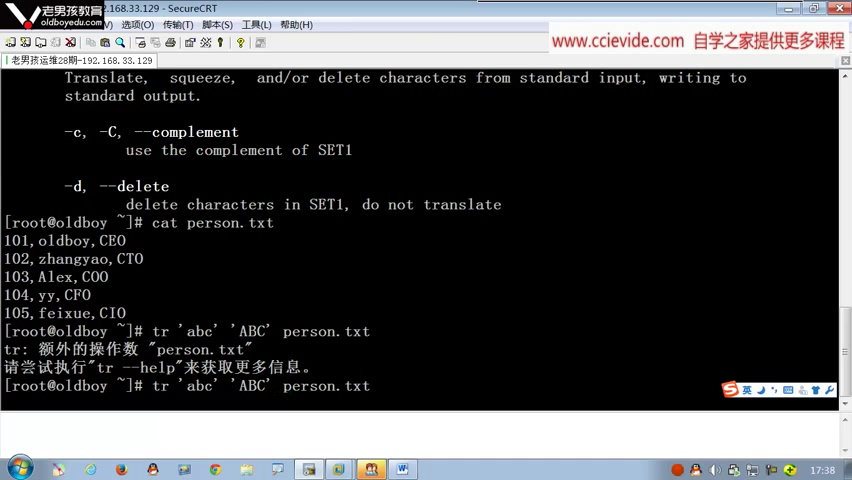 老男孩教育
oldboyedu.com
.168.33.129 - SecureCRT
选项(O) 传输(T) 脚本(S) 工具(L) 帮助(H)
www.ccievide.com 自学之家提供更多课程
老男孩运维28期-192.168.33.129
Translate, squeeze, and/or delete characters from standard input, writing to
standard output.
-c, -C, --complement
use the complement of SET1
-d, --delete
delete characters in SET1, do not translate
[root@oldboy ~]# cat person.txt
101,oldboy,CEO
102,zhangyao,CTO
103,Alex,COO
104,yy,CFO
105,feixue,CIO
[root@oldboy ~]# tr 'abc' 'ABC' person.txt
tr: 额外的操作数 "person.txt"
请尝试执行"tr --help"来获取更多信息。
[root@oldboy ~]# tr 'abc' 'ABC' person.txt
英
17:38